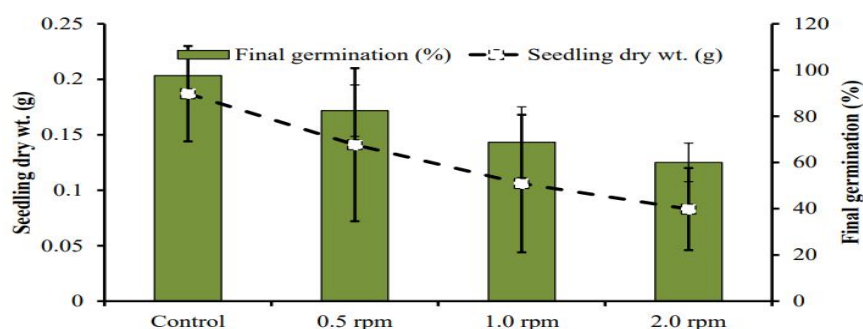 0.25
0.2
0.15
0.1
0.05
0
Seedling dry wt. (g)
Final germination (%)
Seedling dry wt. (g)
120
100
80
60
40
20
0
Final germination (%)
Control
0.5 rpm
1.0 rpm
2.0 rpm